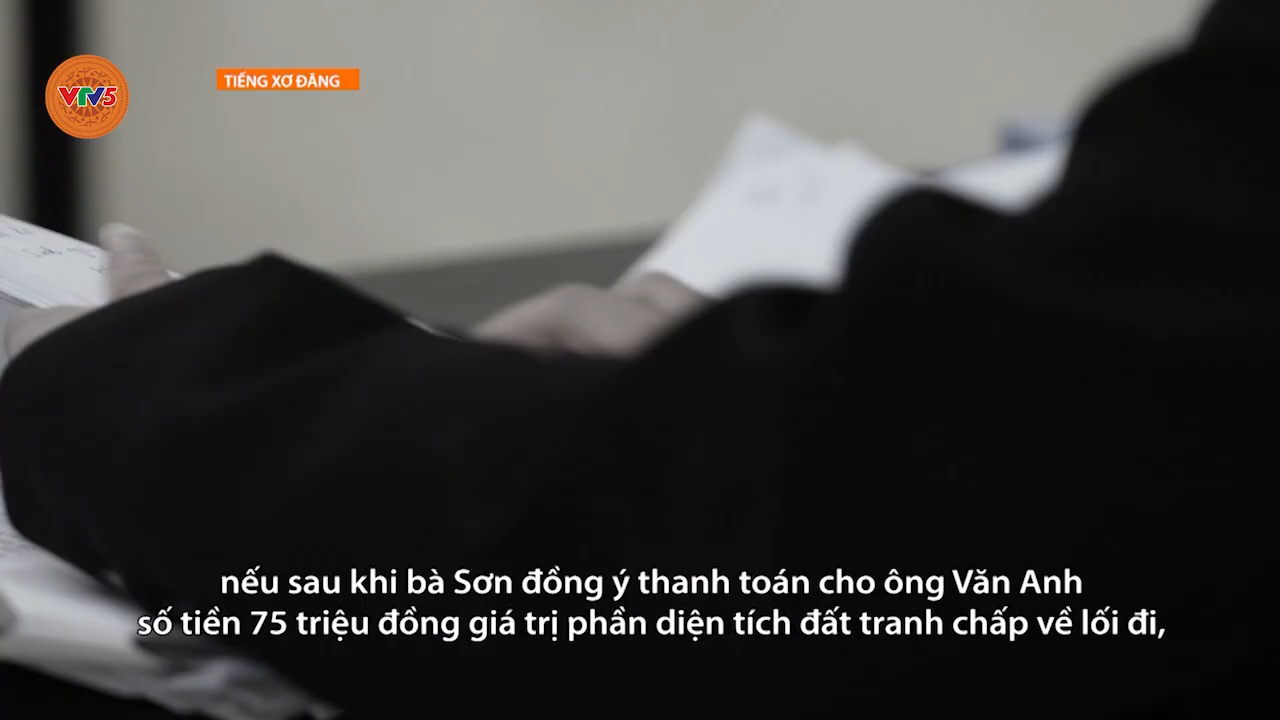 VTV5
TIẾNG XƠ ĐĂNG
nếu sau khi bà Sơn đồng ý thanh toán cho ông Văn Anh
số tiền 75 triệu đồng giá trị phần diện tích đất tranh chấp về lối đi,